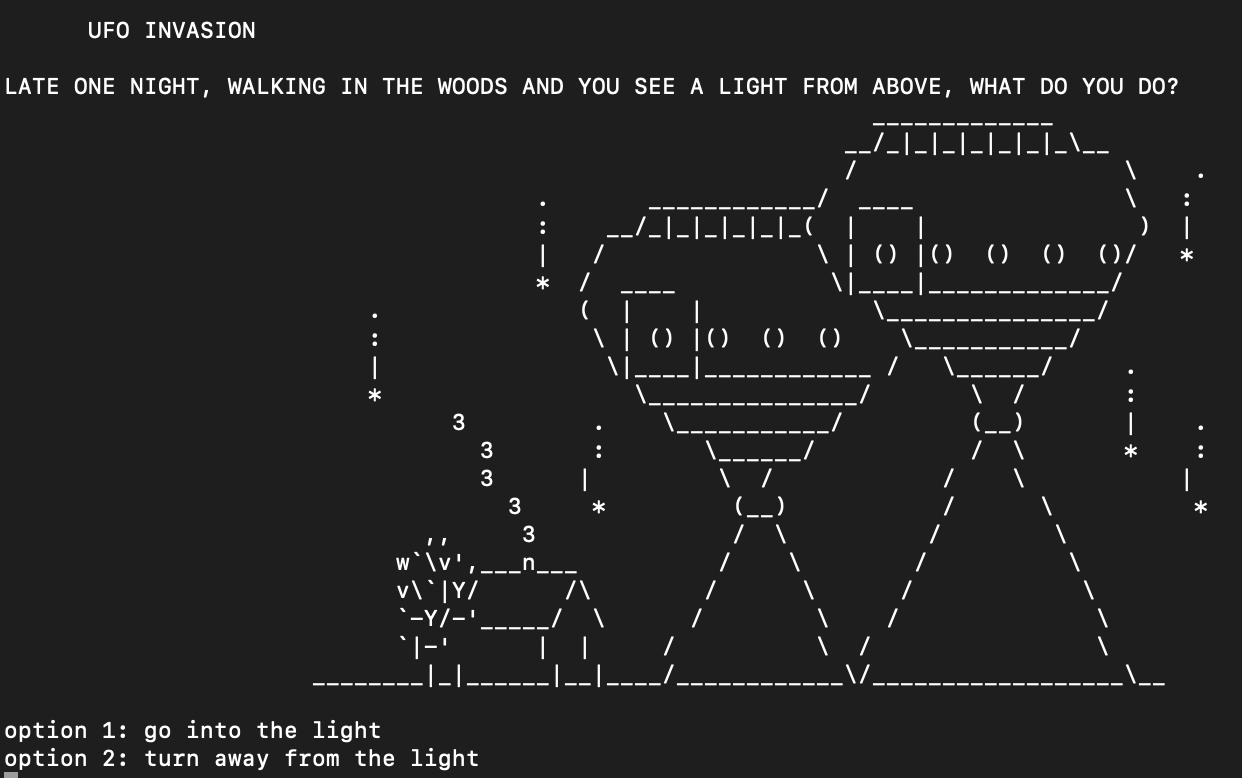 UFO INVASION
LATE ONE NIGHT, WALKING IN THE WOODS AND YOU SEE A LIGHT FROM ABOVE, WHAT DO YOU DO?
option 1: go into the light
option 2: turn away from the light